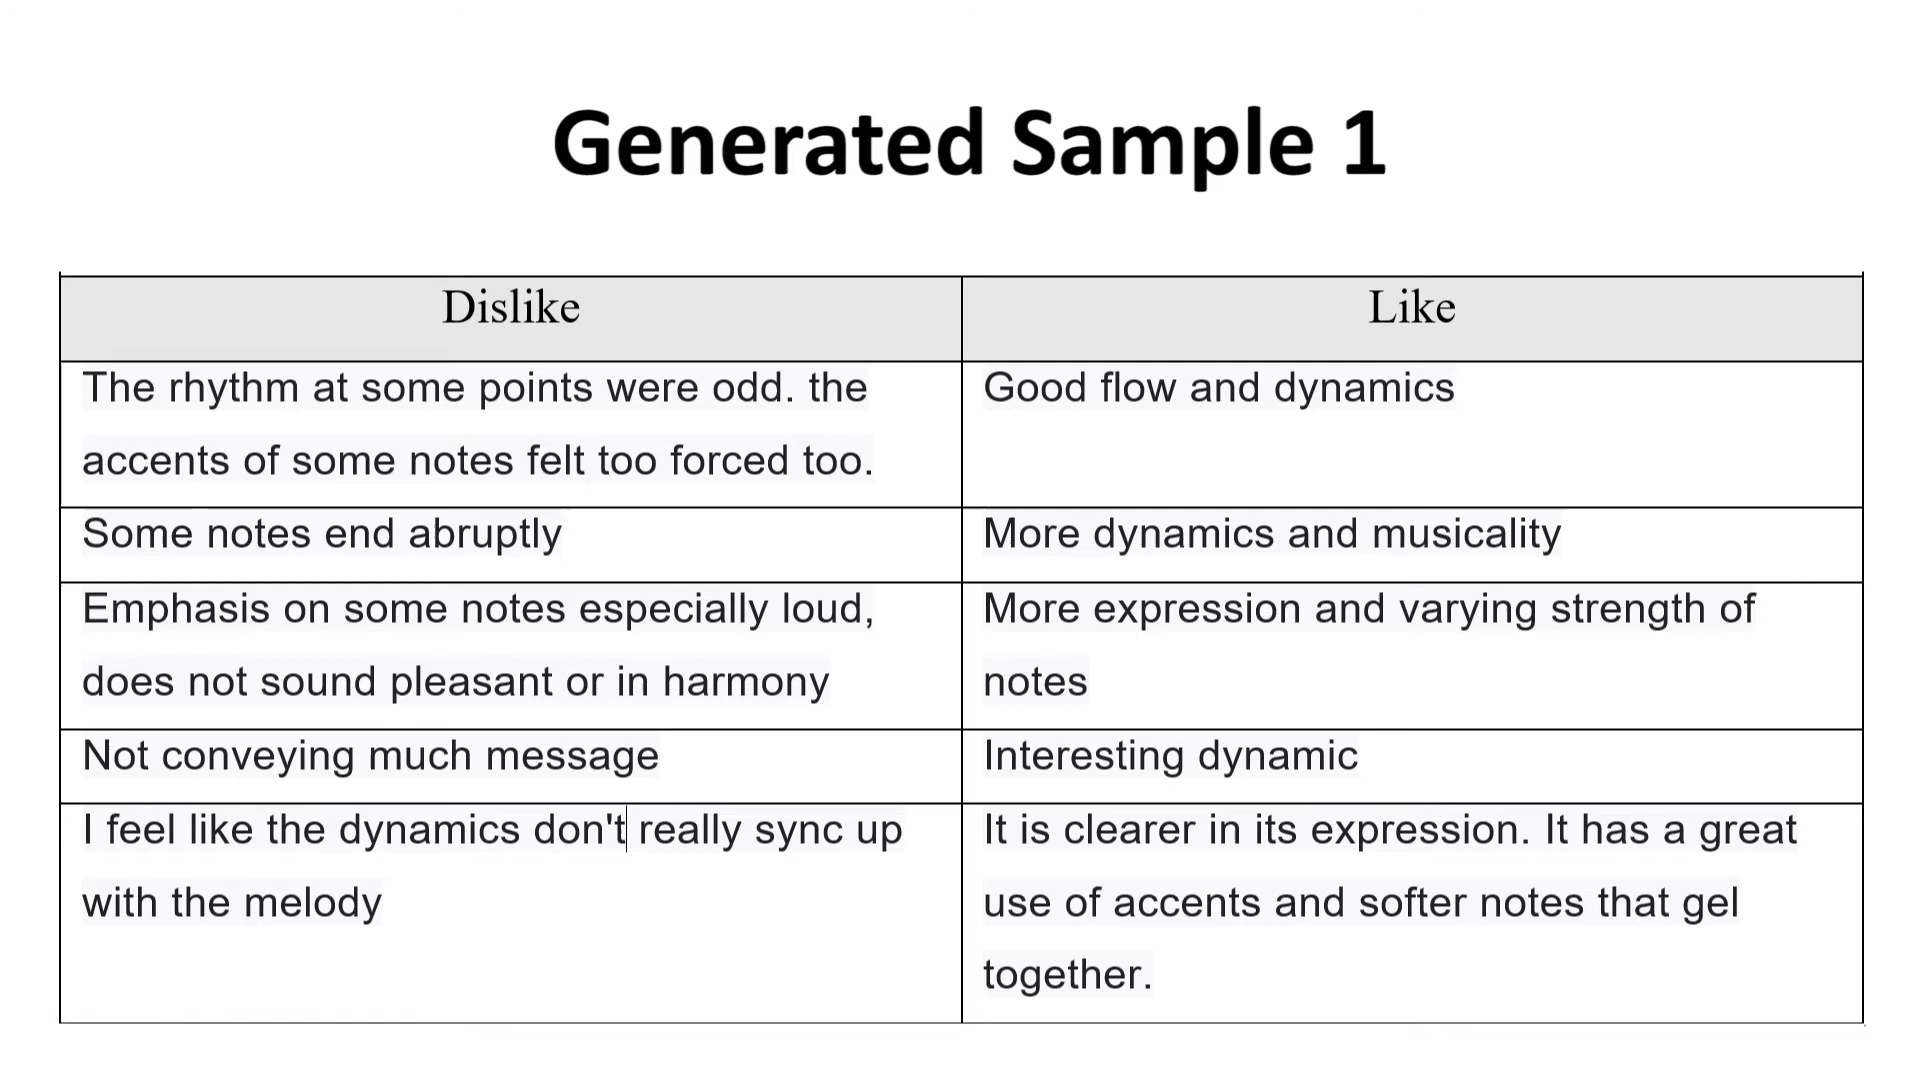 Generated Sample 1
Dislike
Like
The rhythm at some points were odd. the
accents of some notes felt too forced too.
Good flow and dynamics
Some notes end abruptly
More dynamics and musicality
Emphasis on some notes especially loud,
does not sound pleasant or in harmony
More expression and varying strength of
notes
Not conveying much message
Interesting dynamic
I feel like the dynamics don't really sync up
with the melody
It is clearer in its expression. It has a great
use of accents and softer notes that gel
together.